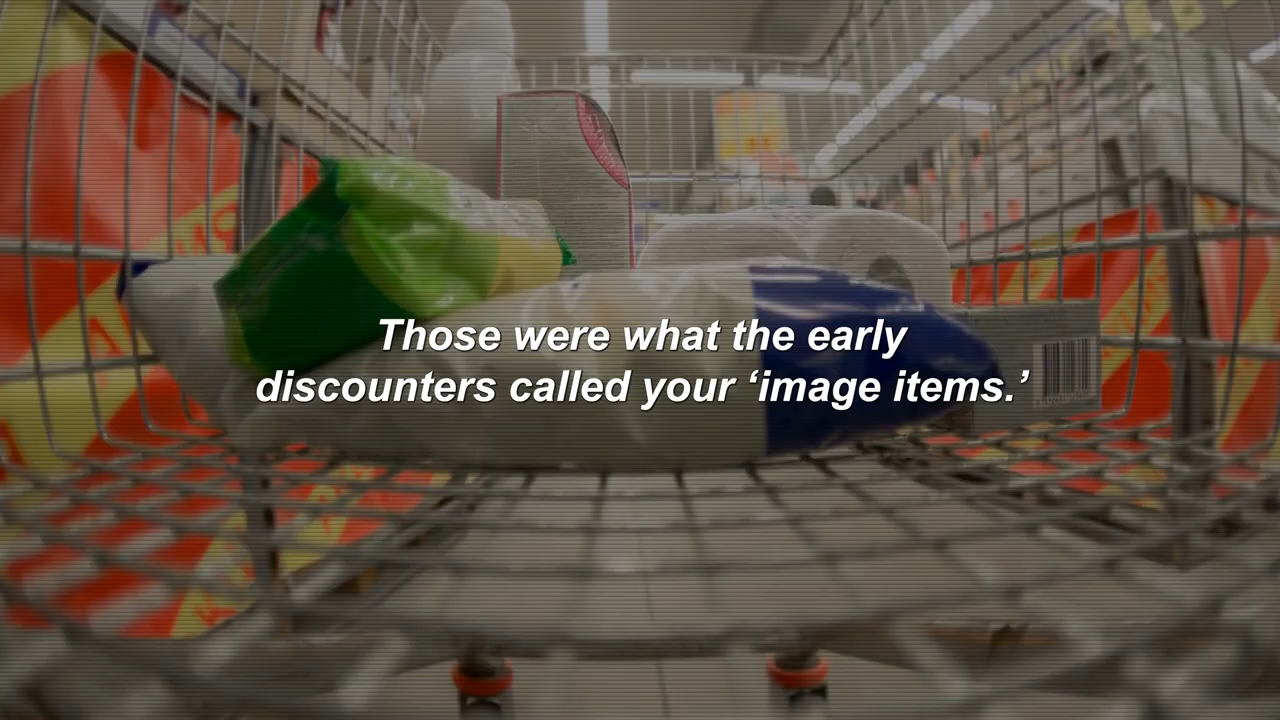 Those were what the early
discounters called your ‘image items.’